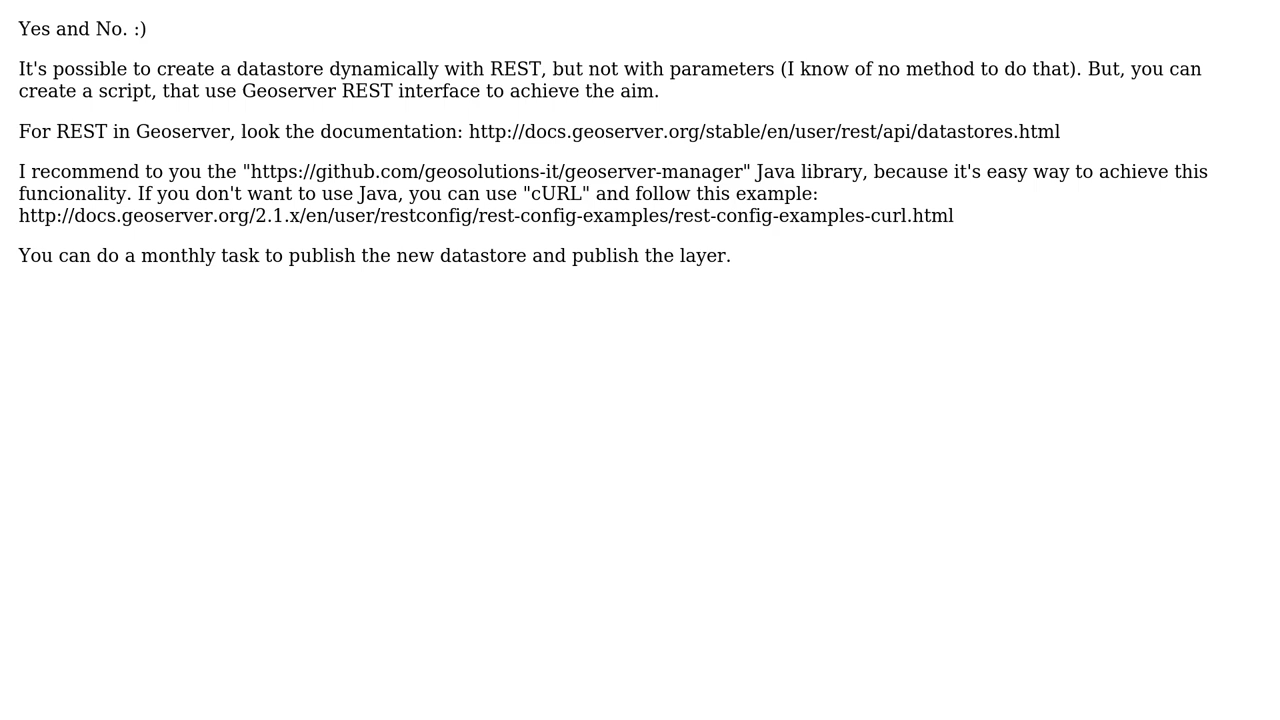 Yes and No. :)
It's possible to create a datastore dynamically with REST, but not with parameters (I know of no method to do that). But, you can
create a script, that use Geoserver REST interface to achieve the aim.
For REST in Geoserver, look the documentation: http://docs.geoserver.org/stable/en/user/rest/api/datastores.html
I recommend to you the "https://github.com/geosolutions-it/geoserver-manager" Java library, because it's easy way to achieve this
funcionality. If you don't want to use Java, you can use "cURL" and follow this example:
http://docs.geoserver.org/2.1.x/en/user/restconfig/rest-config-examples/rest-config-examples-curl.html
You can do a monthly task to publish the new datastore and publish the layer.